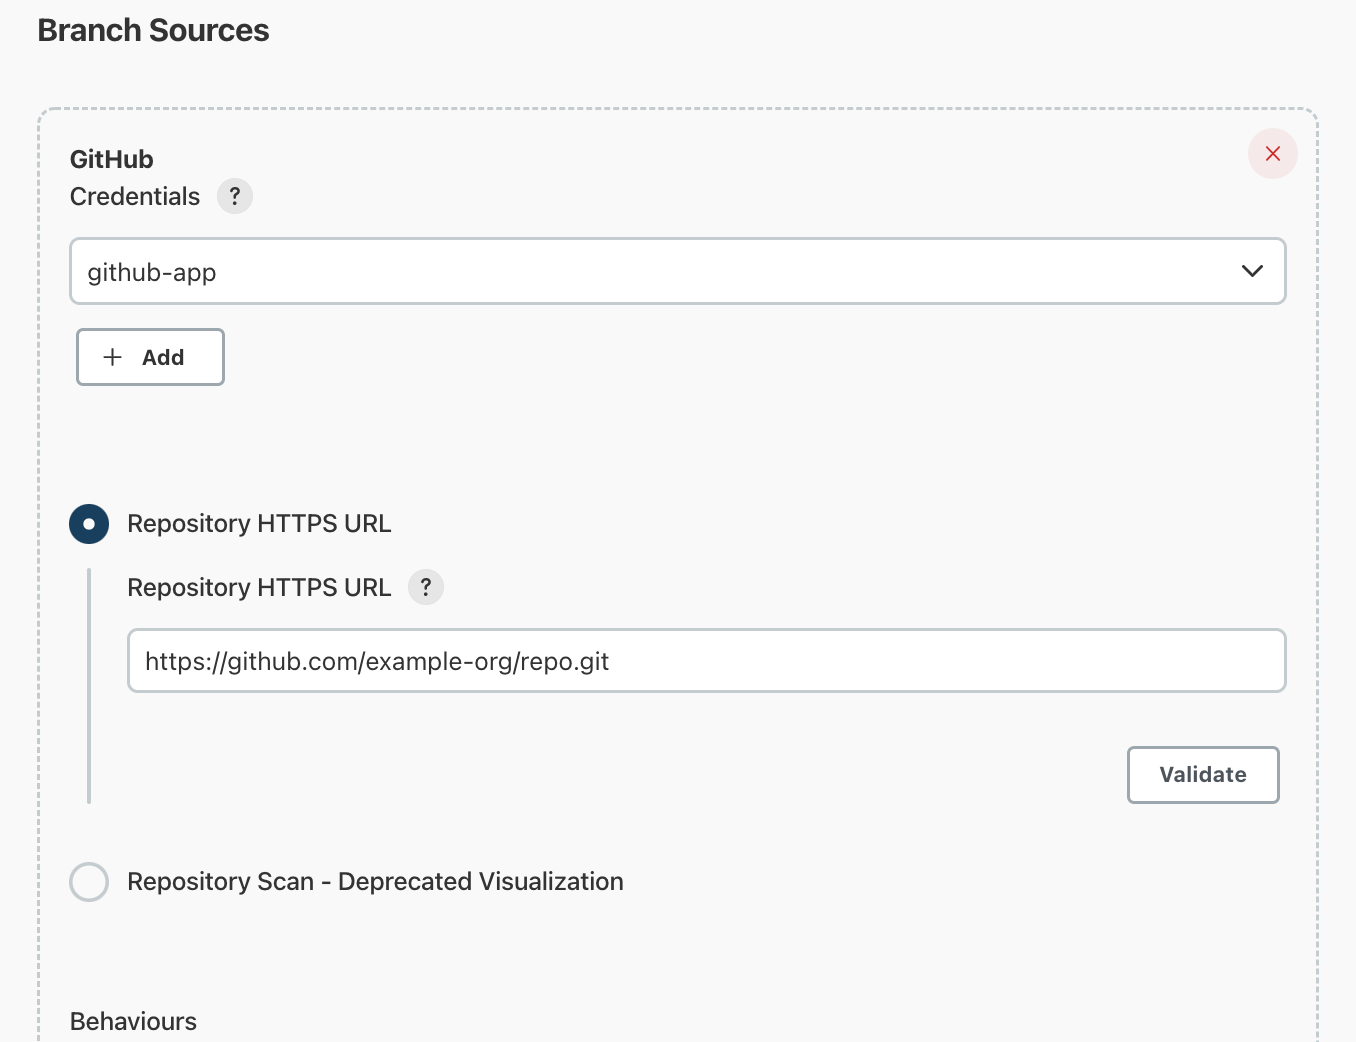 Branch Sources
GitHub
Credentials ?
github-app
+ Add
Repository HTTPS URL
Repository HTTPS URL ?
https://github.com/example-org/repo.git
Validate
Repository Scan - Deprecated Visualization
Behaviours